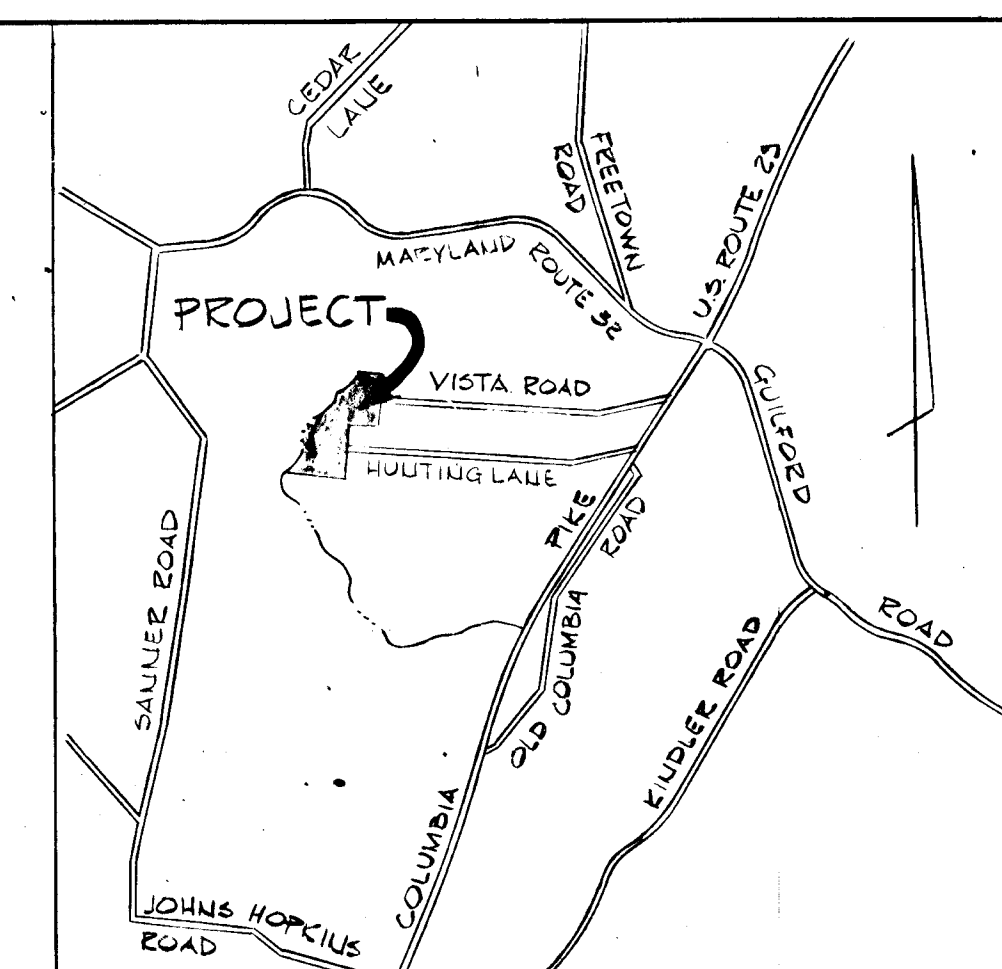 CEDAR
LANE
FREETOWN
ROAD
U.S. ROUTE 29
MARYLAND ROUTE 32
PROJECT
VISTA ROAD
GUILFORD
ROAD
HUNTING LANE
PIKE
COLUMBIA
OLD COLUMBIA
ROAD
SANNER ROAD
KINDLER ROAD
JOHNS HOPKINS
ROAD